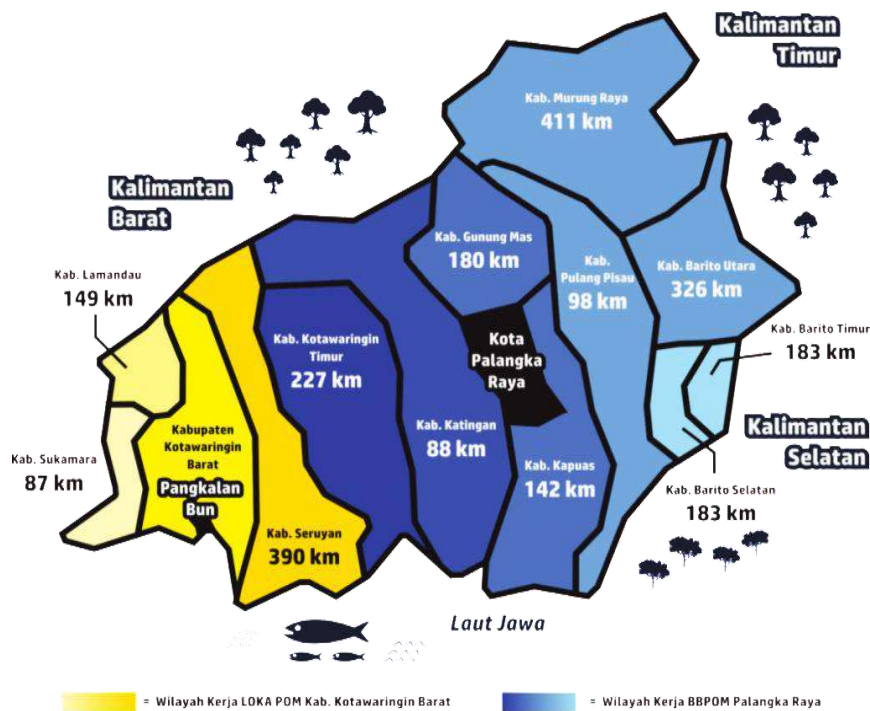 Kalimantan
Timur
Kab. Murung Raya
411 km
Kalimantan
Barat
Kab. Gunung Mas
180 km
Kab.
Pulang Pisau
98 km
Kab. Barito Utara
326 km
Kab. Lamandau
149 km
Kab. Barito Timur
183 km
Kab. Kotawaringin
Timur
227 km
Kota
Palangka
Raya
Kab. Katingan
88 km
Kabupaten
Kotawaringin
Barat
Pangkalan
Bun
Kab. Sukamara
87 km
Kalimantan
Selatan
Kab. Kapuas
142 km
Kab. Barito Selatan
183 km
Kab. Seruyan
390 km
Laut Jawa
= Wilayah Kerja LOKA POM Kab. Kotawaringin Barat
= Wilayah Kerja BBPOM Palangka Raya